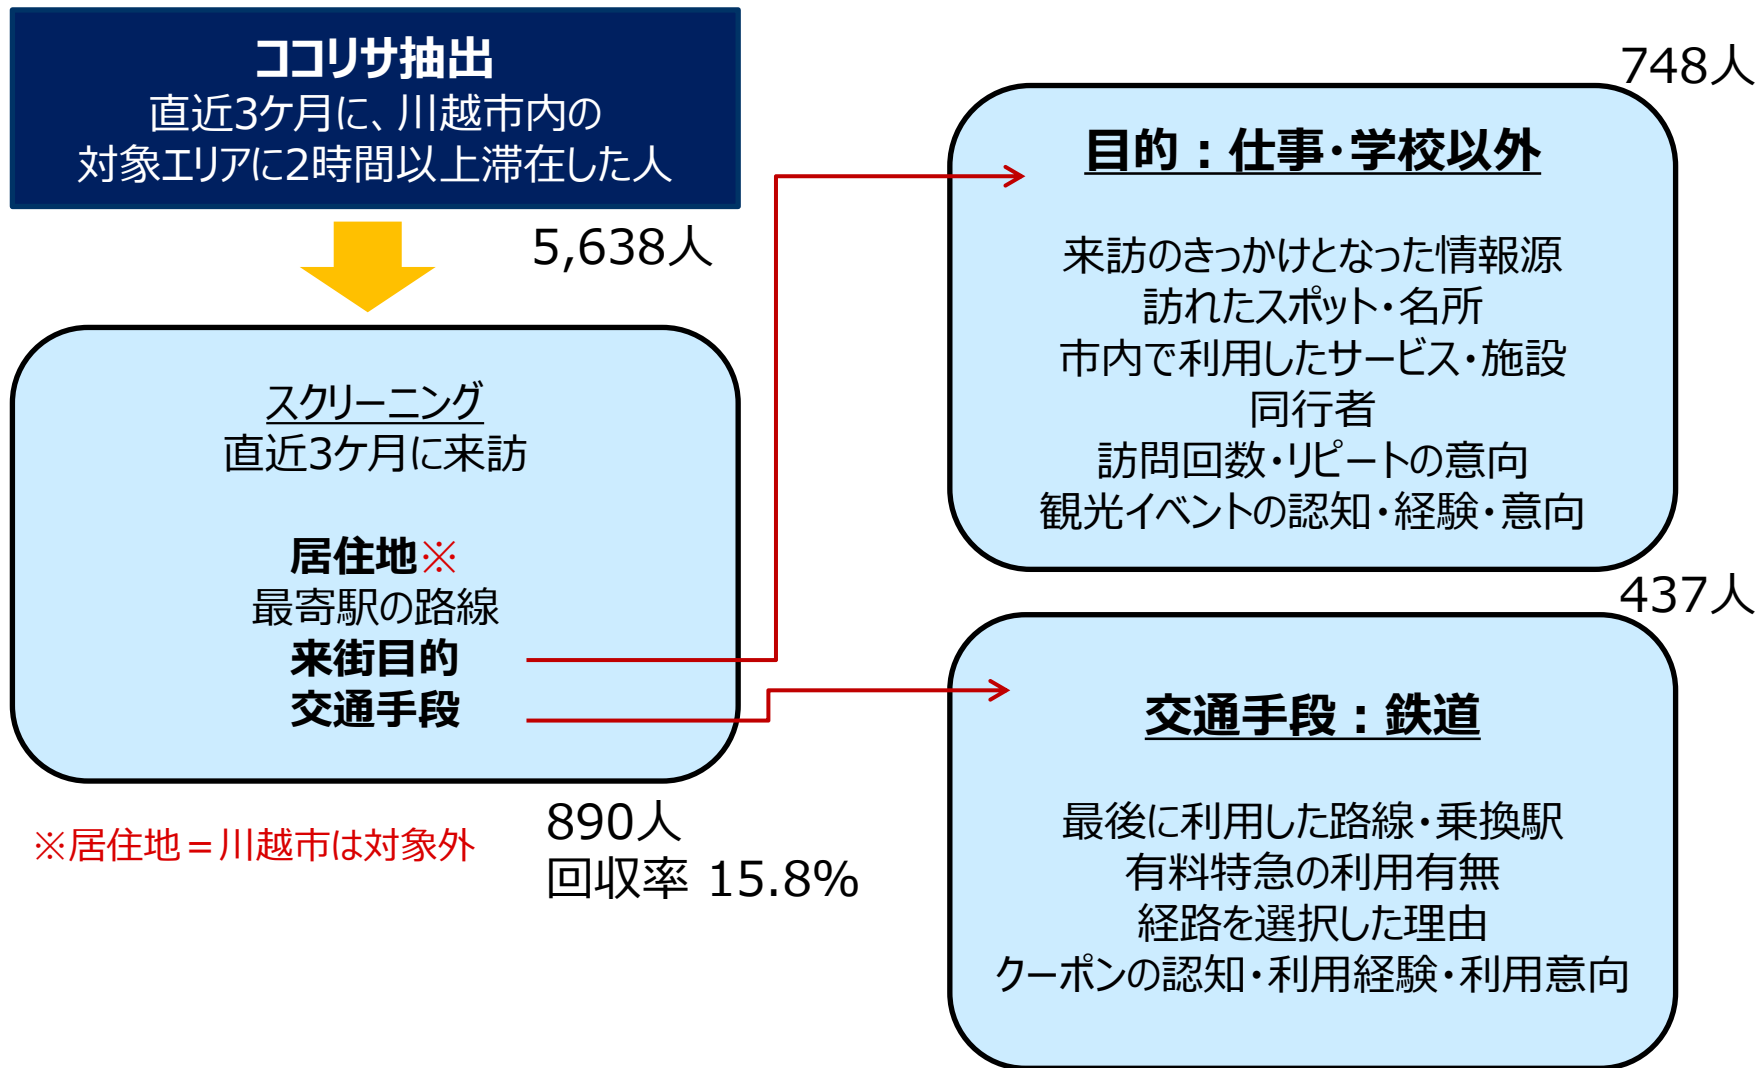 ココリサ抽出
直近3ケ月に、川越市内の
対象エリアに2時間以上滞在した人
5,638人
スクリーニング
直近3ケ月に来訪
居住地※
最寄駅の路線
来街目的
交通手段
※居住地=川越市は対象外
890人
回収率 15.8%
748人
目的:仕事・学校以外
来訪のきっかけとなった情報源
訪れたスポット・名所
市内で利用したサービス・施設
同行者
訪問回数・リピートの意向
観光イベントの認知・経験・意向
437人
交通手段:鉄道
最後に利用した路線・乗換駅
有料特急の利用有無
経路を選択した理由
クーポンの認知・利用経験・利用意向